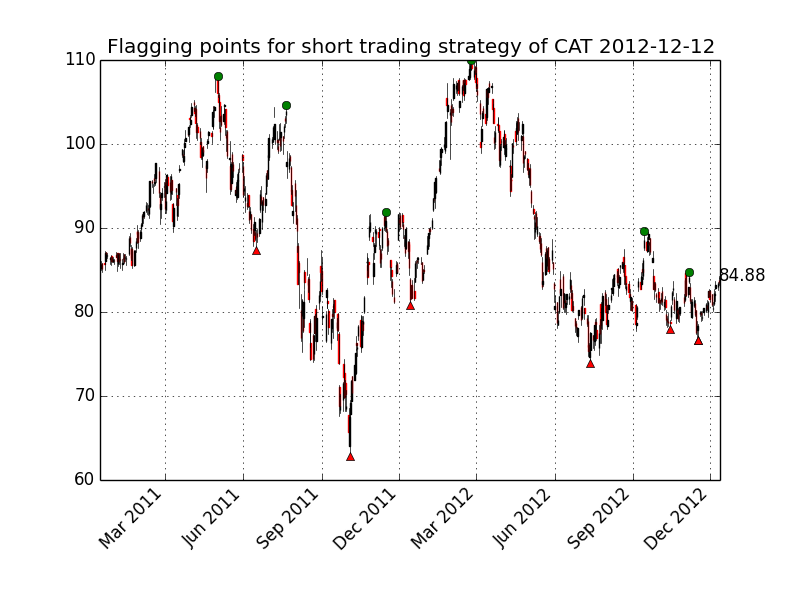 Flagging points for short trading strategy of CAT 2012-12-12
110
100
90
80
70
60
84.88
Mar 2011
Jun 2011
Sep 2011
Dec 2011
Mar 2012
Jun 2012
Sep 2012
Dec 2012